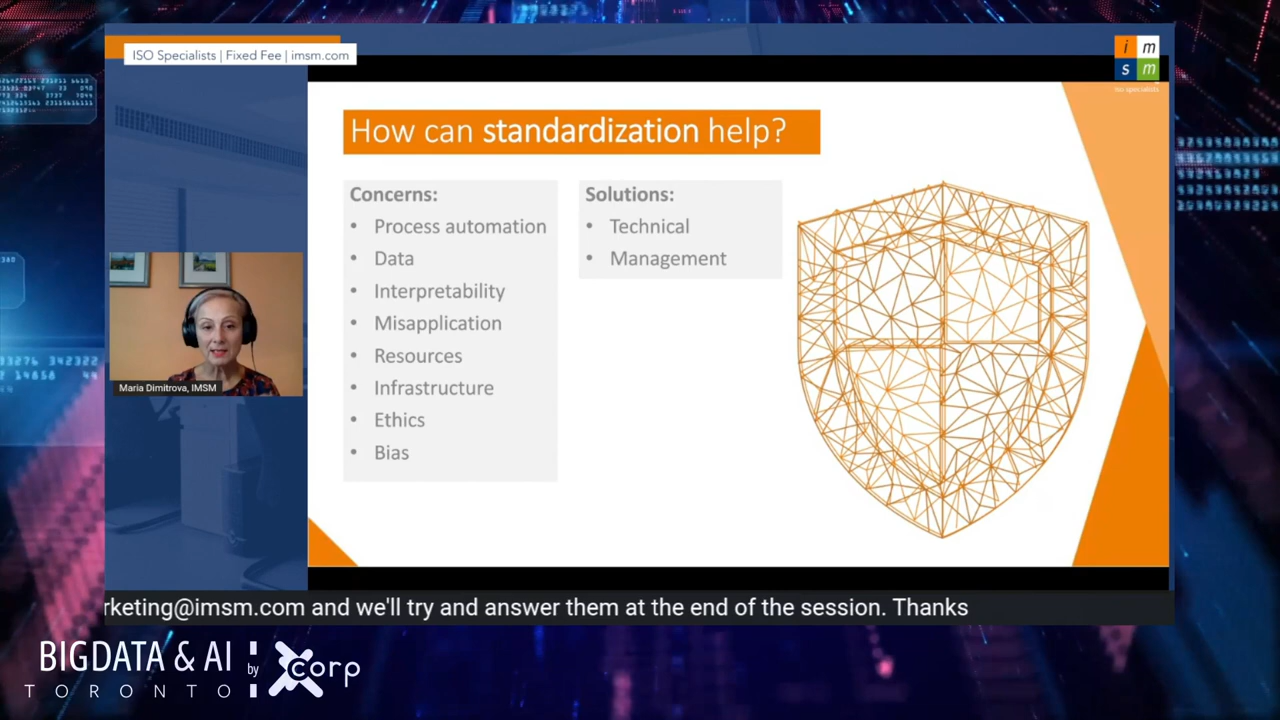 ISO Specialists | Fixed Fee | imsm.com
i m
s m
iso specialists
How can standardization help?
Concerns:
• Process automation
• Data
• Interpretability
• Misapplication
• Resources
• Infrastructure
• Ethics
• Bias
Solutions:
• Technical
• Management
Maria Dimitrova, IMSM
rketing@imsm.com and we'll try and answer them at the end of the session. Thanks
BIGDATA & AI by corp
TORONTO